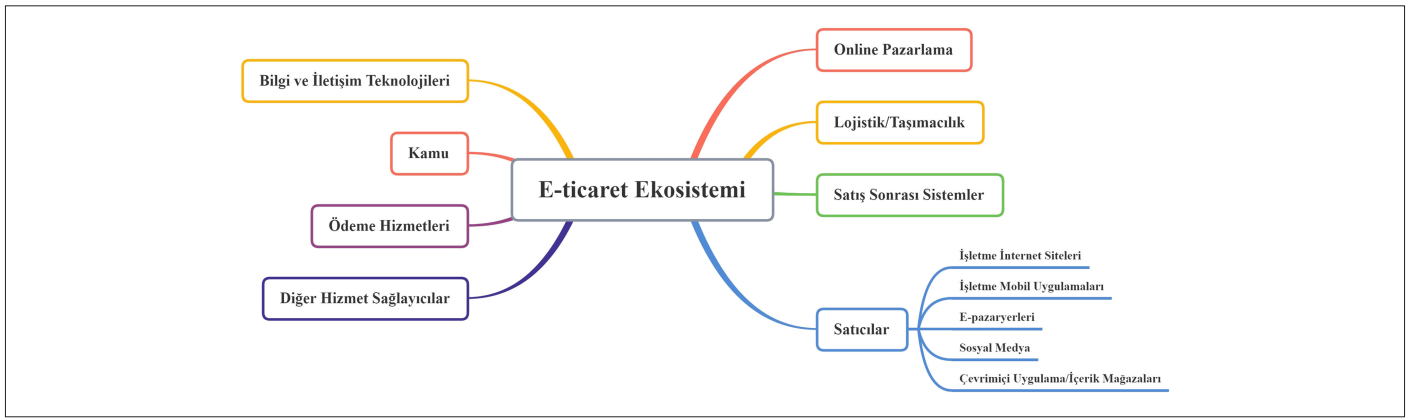 E-ticaret Ekosistemi
Bilgi ve İletişim Teknolojileri
Kamu
Ödeme Hizmetleri
Diğer Hizmet Sağlayıcılar
Online Pazarlama
Lojistik/Taşımacılık
Satış Sonrası Sistemler
Satıcılar
İşletme İnternet Siteleri
İşletme Mobil Uygulamaları
E-pazaryerleri
Sosyal Medya
Çevrimiçi Uygulama/İçerik Mağazaları